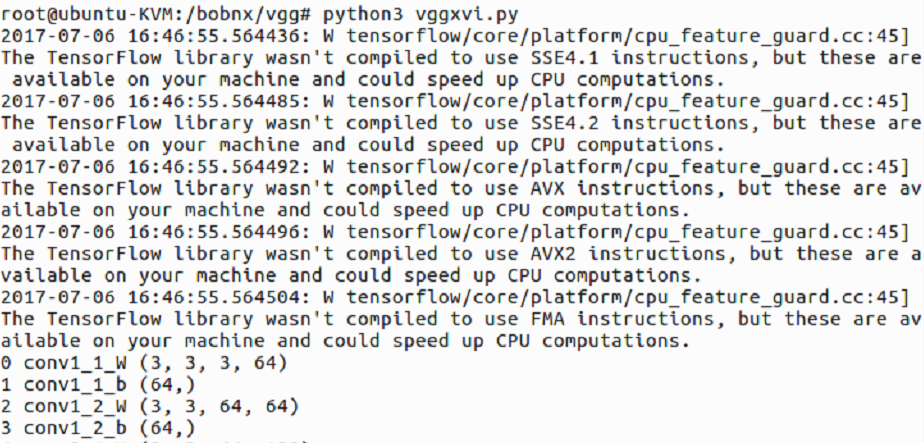 root@ubuntu-KVM:/bobnx/vgg# python3 vggxvi.py
2017-07-06 16:46:55.564436: W tensorflow/core/platform/cpu_feature_guard.cc:45]
The TensorFlow library wasn't compiled to use SSE4.1 instructions, but these are
 available on your machine and could speed up CPU computations.
2017-07-06 16:46:55.564485: W tensorflow/core/platform/cpu_feature_guard.cc:45]
The TensorFlow library wasn't compiled to use SSE4.2 instructions, but these are
 available on your machine and could speed up CPU computations.
2017-07-06 16:46:55.564492: W tensorflow/core/platform/cpu_feature_guard.cc:45]
The TensorFlow library wasn't compiled to use AVX instructions, but these are av
ailable on your machine and could speed up CPU computations.
2017-07-06 16:46:55.564496: W tensorflow/core/platform/cpu_feature_guard.cc:45]
The TensorFlow library wasn't compiled to use AVX2 instructions, but these are a
vailable on your machine and could speed up CPU computations.
2017-07-06 16:46:55.564504: W tensorflow/core/platform/cpu_feature_guard.cc:45]
The TensorFlow library wasn't compiled to use FMA instructions, but these are av
ailable on your machine and could speed up CPU computations.
0 conv1_1_W (3, 3, 3, 64)
1 conv1_1_b (64,)
2 conv1_2_W (3, 3, 64, 64)
3 conv1_2_b (64,)